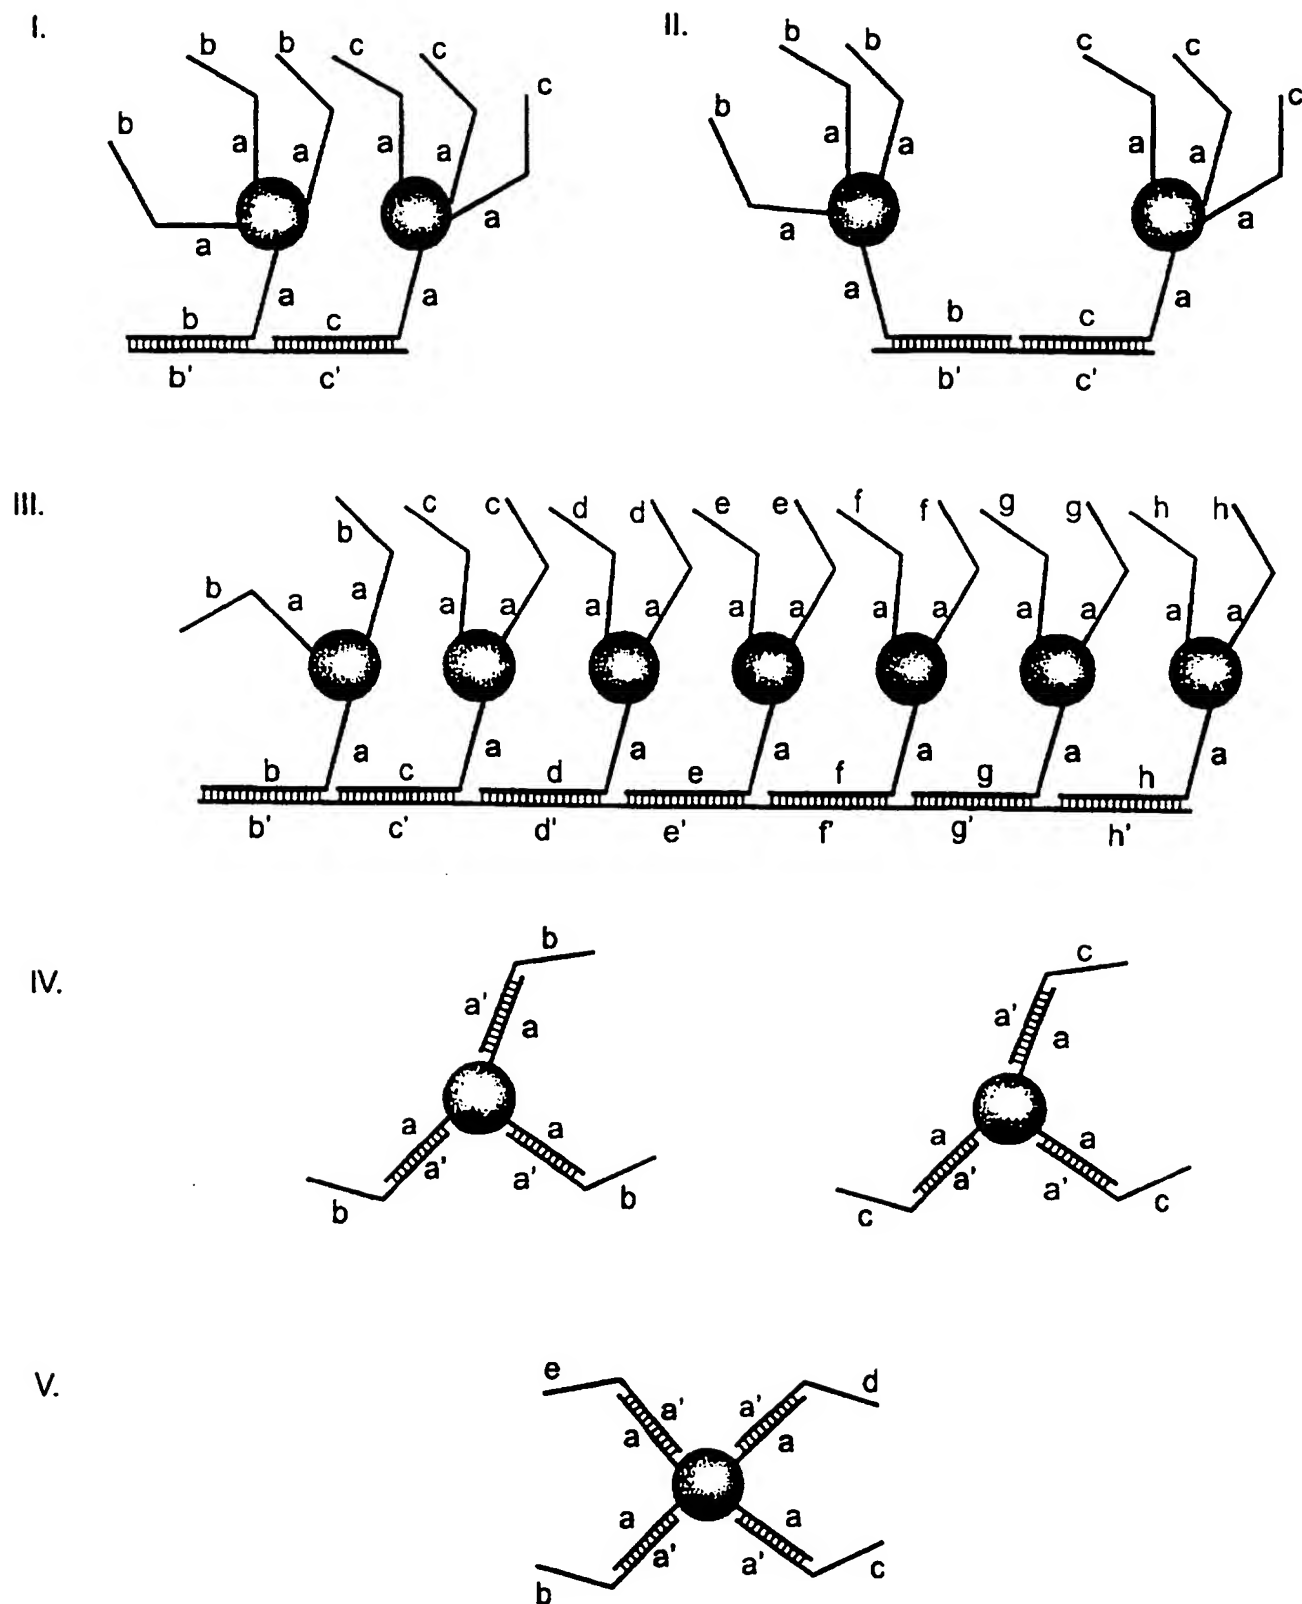 I. II.
b b c c c b
b b c c c b
a a a a a a
a a a a a a
a a a a
b c b c
b' c' b' c'
III.
b b c c d d e e f f g g h h
a a a a a a a a a a a a a a
a a a a a a a
b c d e f g h
b' c' d' e' f' g' h'
IV.
b c
a' a a' a
a a a a
a' a' a' a'
b b c c
V.
e d
a' a'
a a
a a
a' a'
b c